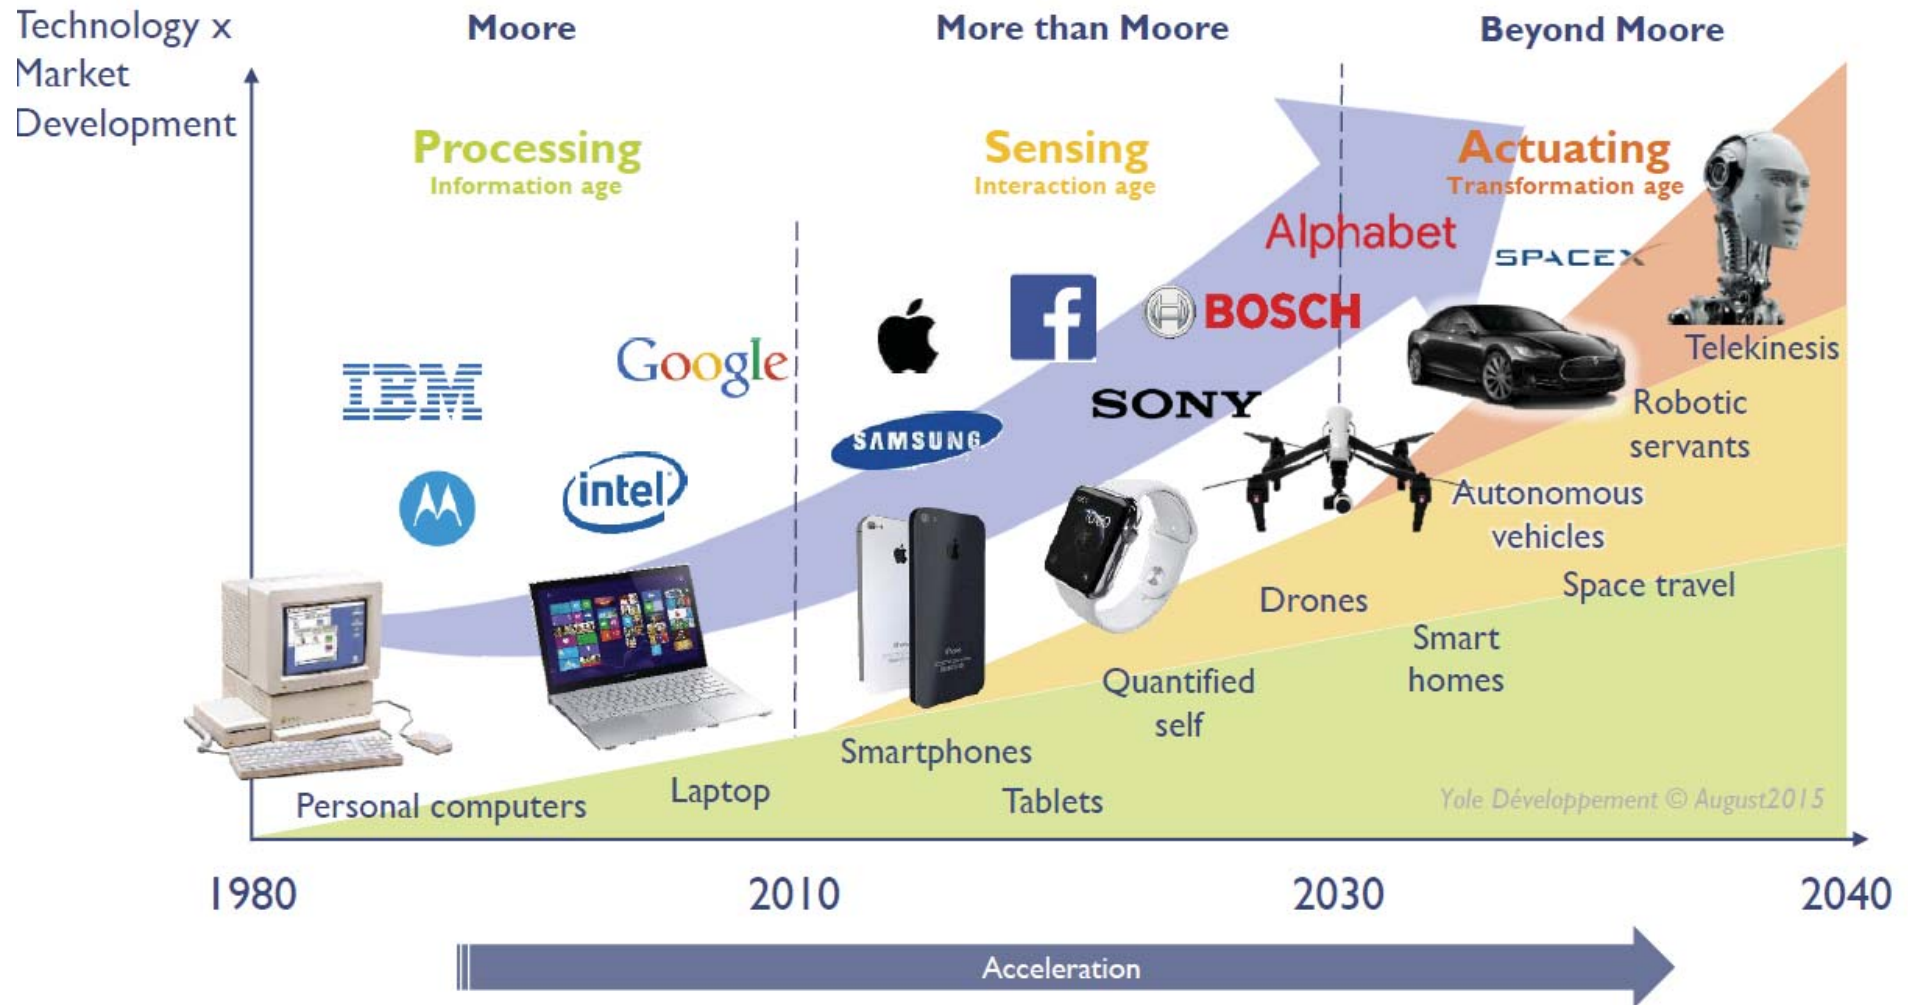 Technology x
Market
Development
Moore
More than Moore
Beyond Moore
Processing
Information age
Sensing
Interaction age
Actuating
Transformation age
Alphabet
SPACEX
BOSCH
Google
IBM
SONY
SAMSUNG
intel
Telekinesis
Robotic
servants
Autonomous
vehicles
Space travel
Drones
Smart
homes
Quantified
self
Smartphones
Tablets
Laptop
Personal computers
Yole Développement © August2015
1980
2010
2030
2040
Acceleration